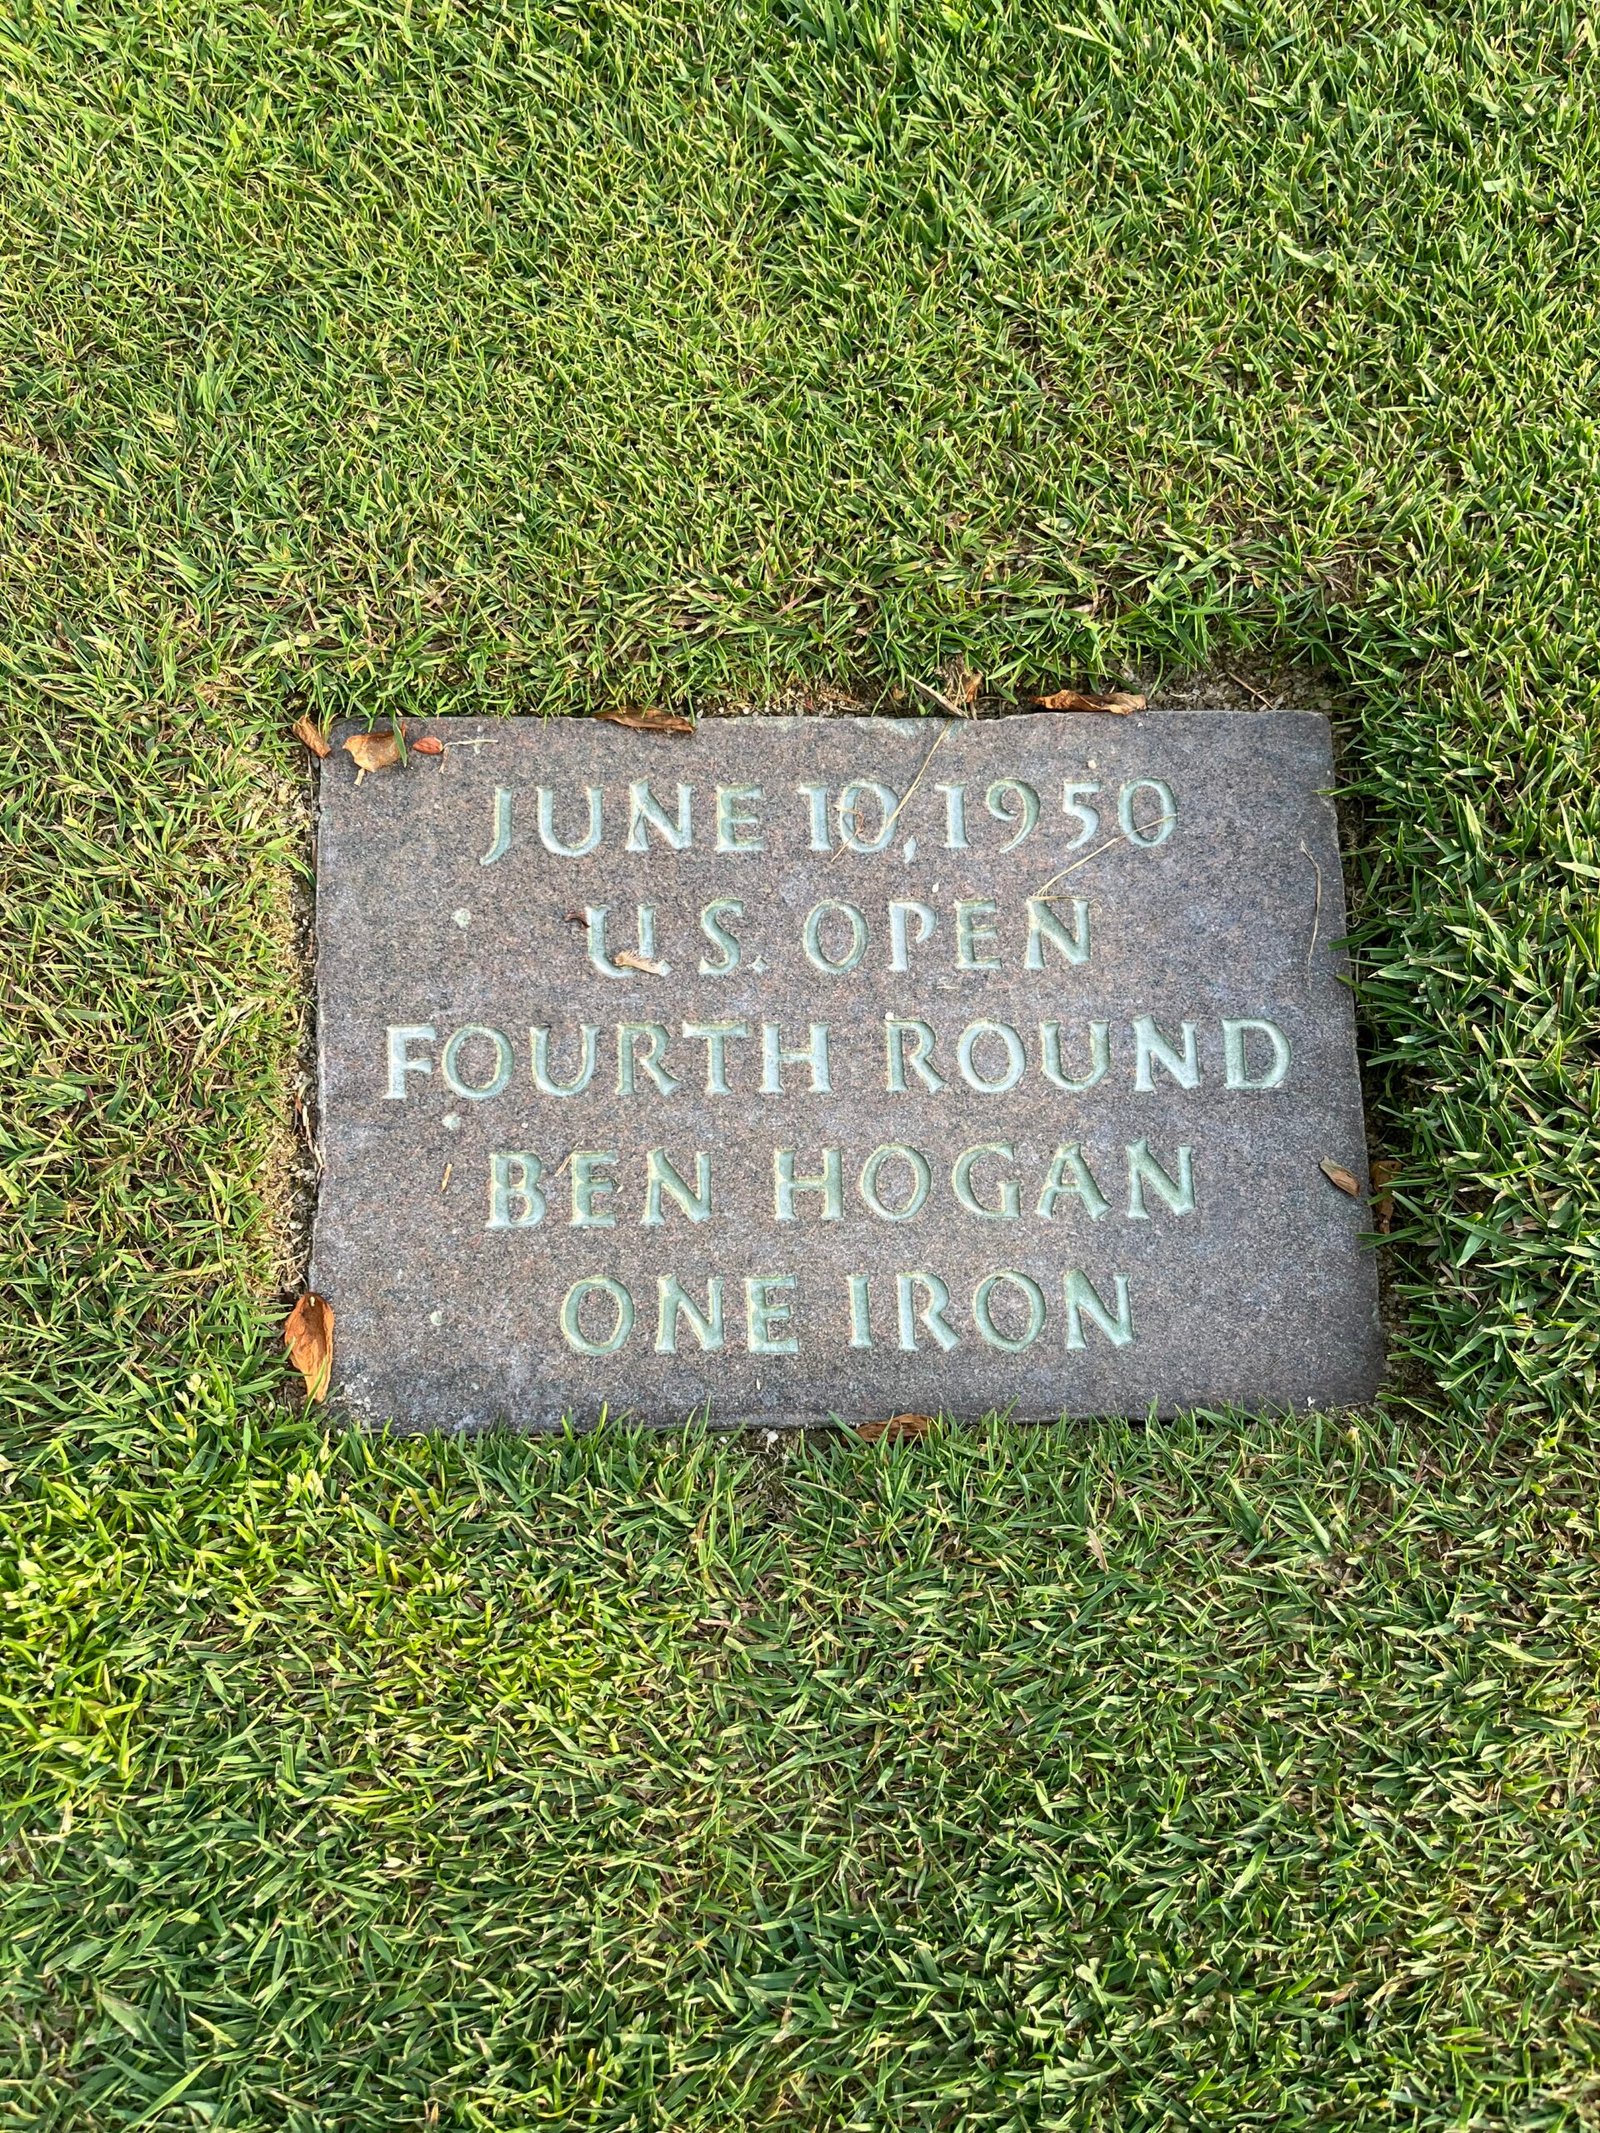 JUNE 10, 1950
U.S. OPEN
FOURTH ROUND
BEN HOGAN
ONE IRON